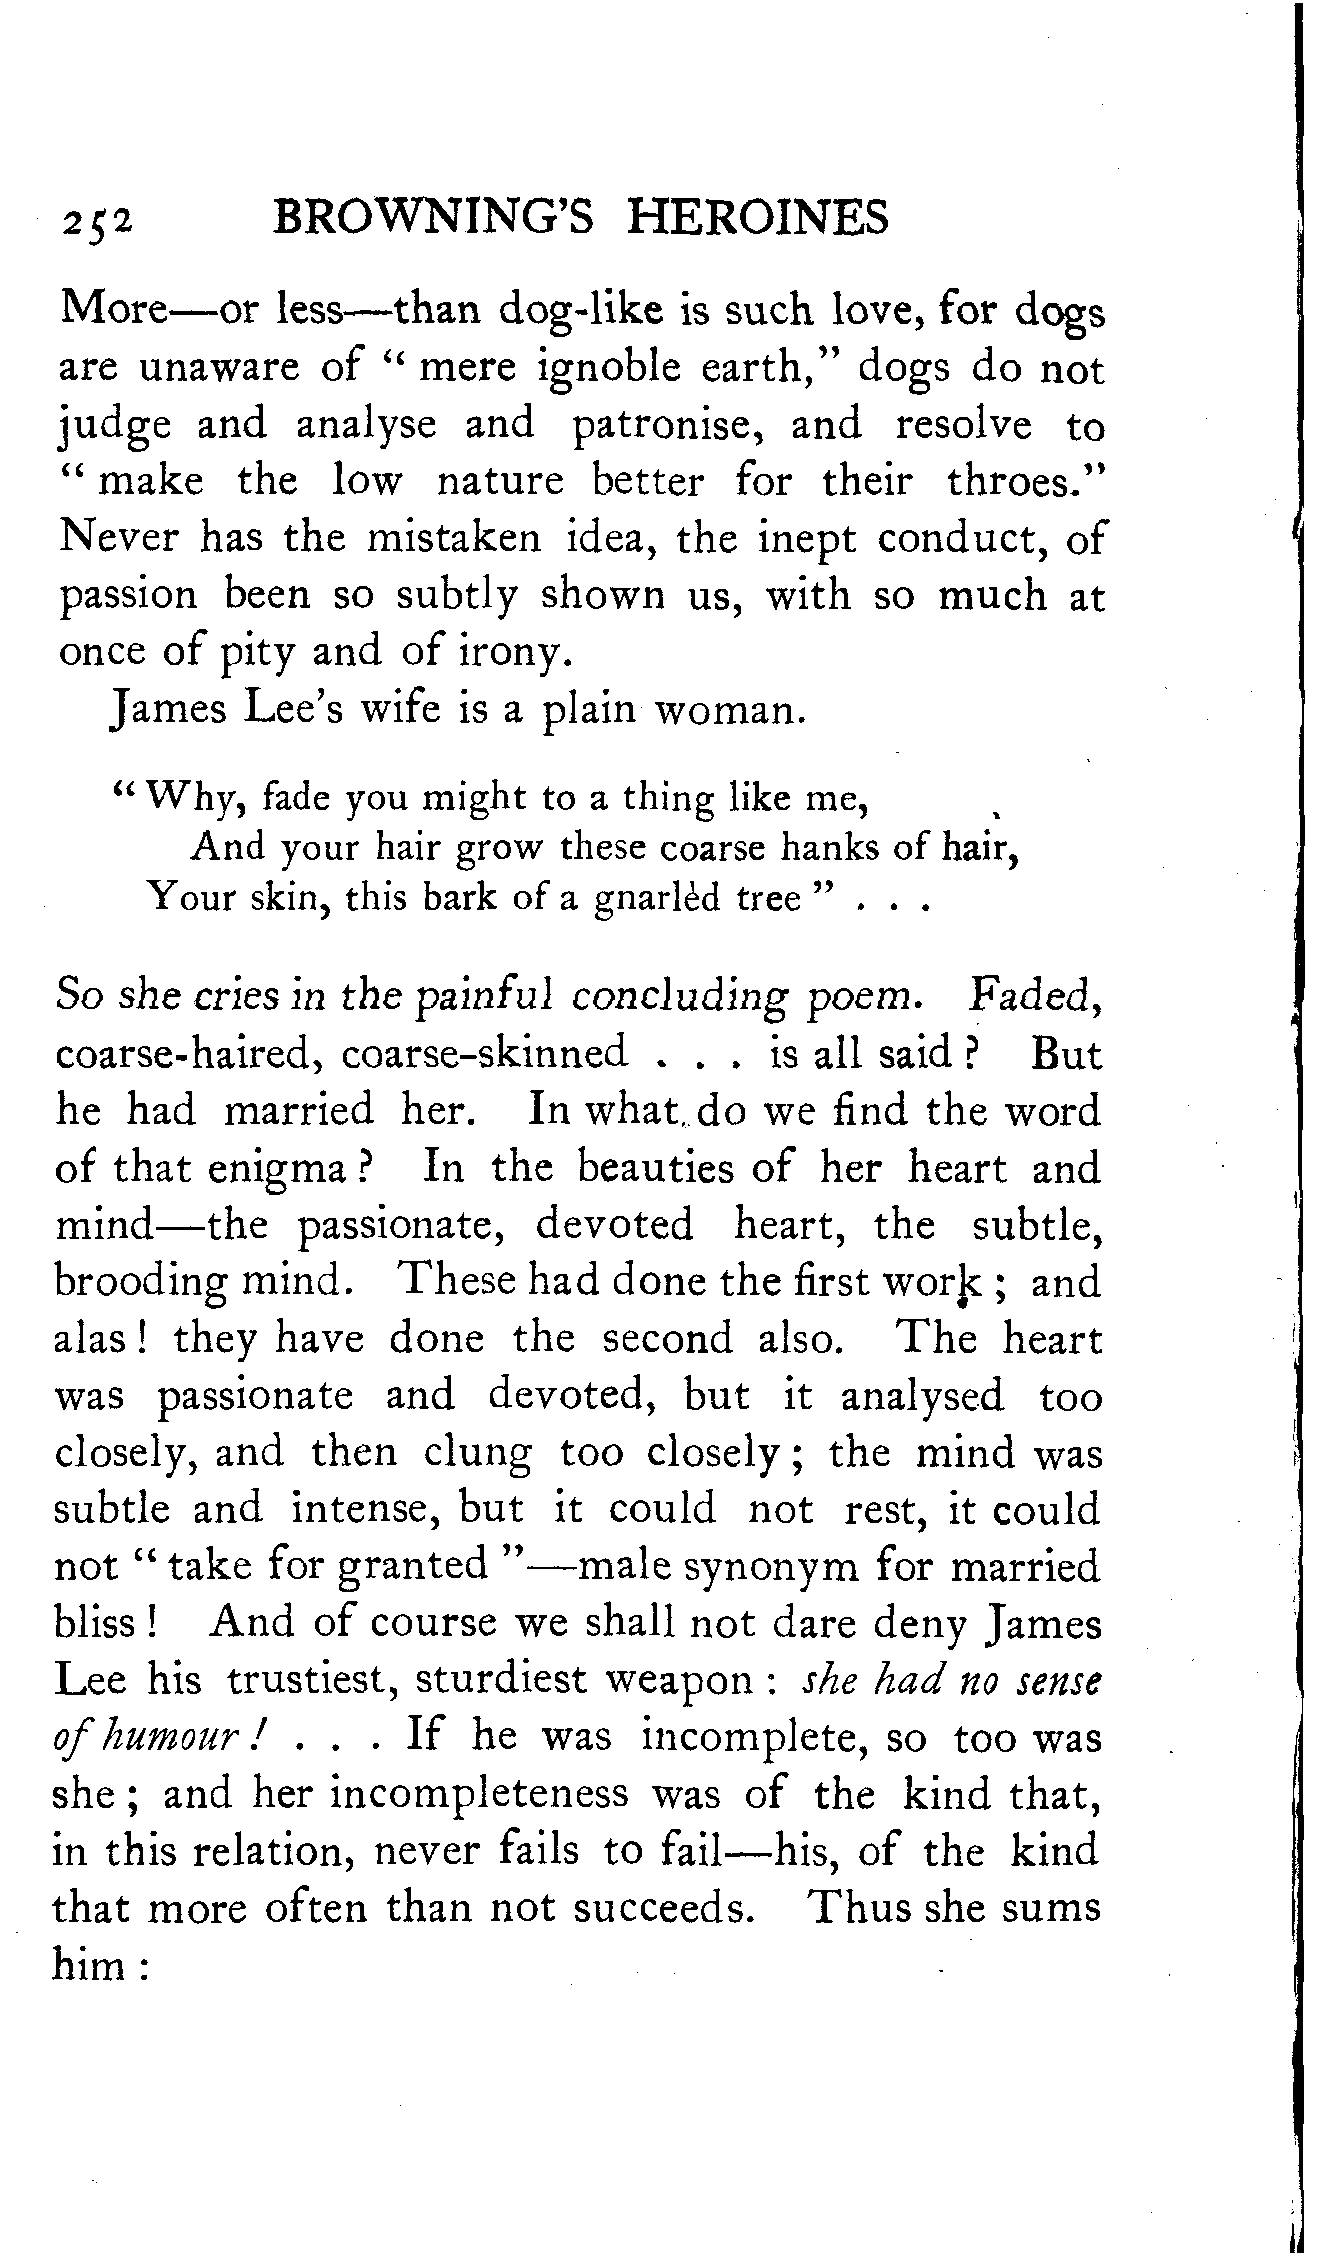 252 BROWNING'S HEROINES
More—or less—than dog-like is such love, for dogs
are unaware of “ mere ignoble earth,” dogs do not
judge and analyse and patronise, and resolve to
“ make the low nature better for their throes.”
Never has the mistaken idea, the inept conduct, of
passion been so subtly shown us, with so much at
once of pity and of irony.
James Lee's wife is a plain woman.
“ Why, fade you might to a thing like me,
And your hair grow these coarse hanks of hair,
Your skin, this bark of a gnarlèd tree ” . . .
So she cries in the painful concluding poem. Faded,
coarse-haired, coarse-skinned . . . is all said ? But
he had married her. In what do we find the word
of that enigma ? In the beauties of her heart and
mind—the passionate, devoted heart, the subtle,
brooding mind. These had done the first work ; and
alas ! they have done the second also. The heart
was passionate and devoted, but it analysed too
closely, and then clung too closely ; the mind was
subtle and intense, but it could not rest, it could
not “ take for granted ”—male synonym for married
bliss ! And of course we shall not dare deny James
Lee his trustiest, sturdiest weapon : she had no sense
of humour ! . . . If he was incomplete, so too was
she ; and her incompleteness was of the kind that,
in this relation, never fails to fail—his, of the kind
that more often than not succeeds. Thus she sums
him :